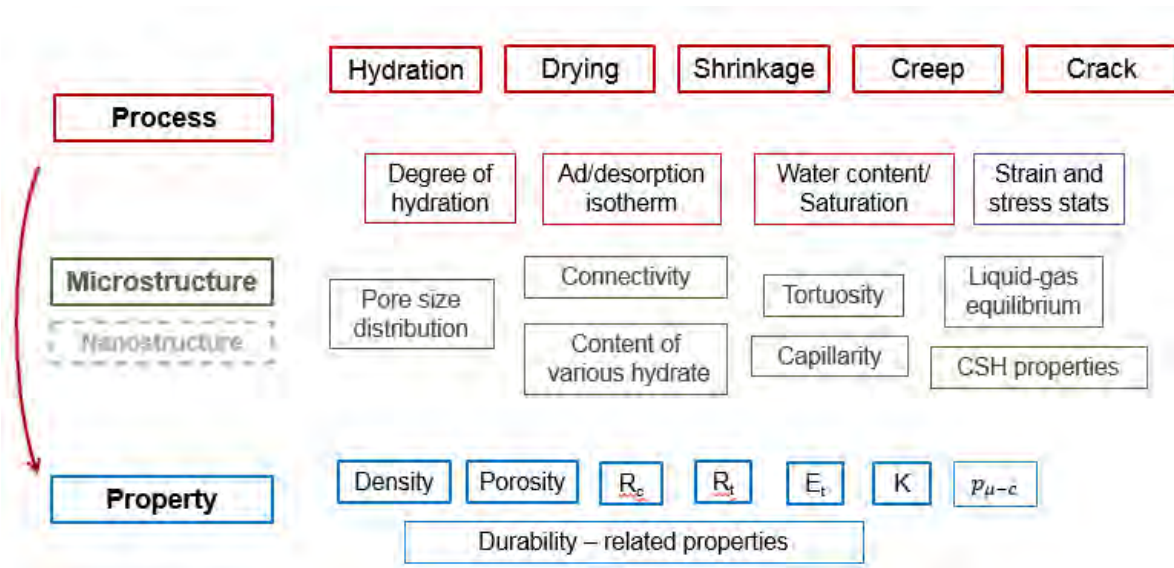 Hydration
Drying
Shrinkage
Creep
Crack
Process
Degree of
hydration
Ad/desorption
isotherm
Water content/
Saturation
Strain and
stress stats
Microstructure
Nanostructure
Pore size
distribution
Connectivity
Tortuosity
Liquid-gas
equilibrium
Content of
various hydrate
Capillarity
CSH properties
Property
Density
Porosity
Rc
Rt
Et
K
pμ−c
Durability – related properties